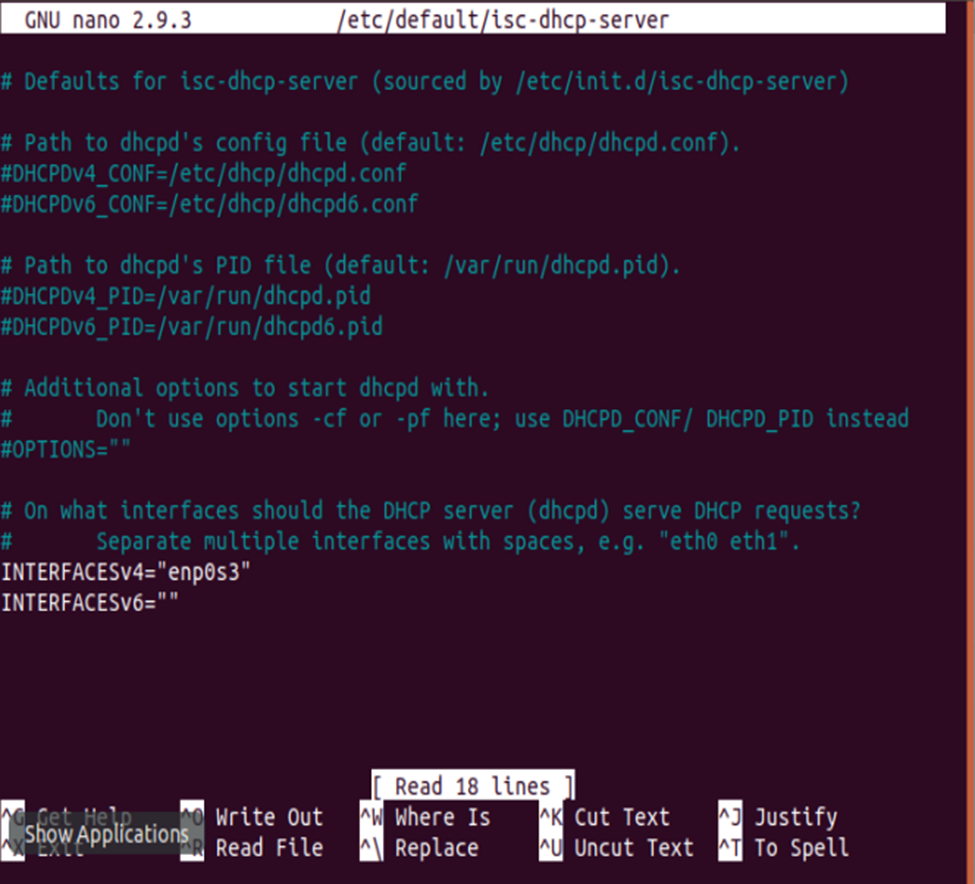 GNU nano 2.9.3 /etc/default/isc-dhcp-server
# Defaults for isc-dhcp-server (sourced by /etc/init.d/isc-dhcp-server)
# Path to dhcpd's config file (default: /etc/dhcp/dhcpd.conf).
#DHCPDv4_CONF=/etc/dhcp/dhcpd.conf
#DHCPDv6_CONF=/etc/dhcp/dhcpd6.conf
# Path to dhcpd's PID file (default: /var/run/dhcpd.pid).
#DHCPDv4_PID=/var/run/dhcpd.pid
#DHCPDv6_PID=/var/run/dhcpd6.pid
# Additional options to start dhcpd with.
#       Don't use options -cf or -pf here; use DHCPD_CONF/ DHCPD_PID instead
#OPTIONS=""
# On what interfaces should the DHCP server (dhcpd) serve DHCP requests?
#       Separate multiple interfaces with spaces, e.g. "eth0 eth1".
INTERFACESv4="enp0s3"
INTERFACESv6=""
[ Read 18 lines ]
^G Get Help ^O Write Out ^W Where Is ^K Cut Text ^J Justify
Show Applications
^X Exit ^R Read File ^\ Replace ^U Uncut Text ^T To Spell